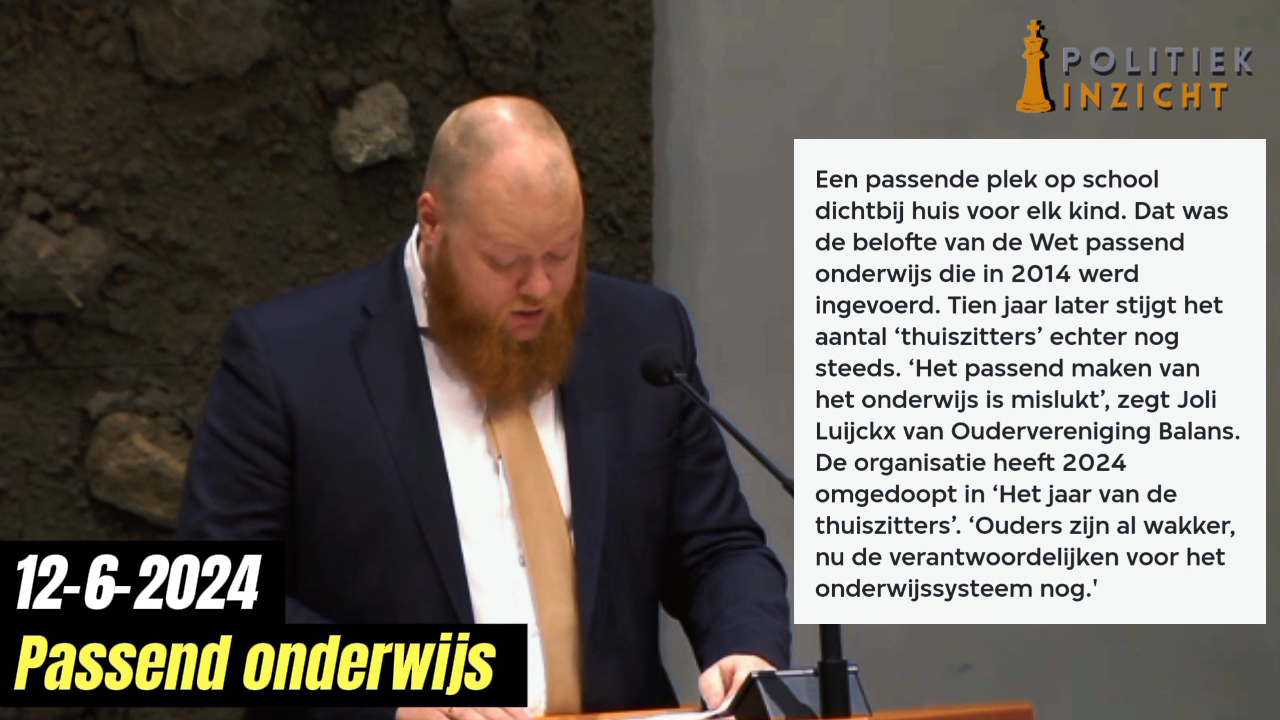 POLITIEK
INZICHT
Een passende plek op school
dichtbij huis voor elk kind. Dat was
de belofte van de Wet passend
onderwijs die in 2014 werd
ingevoerd. Tien jaar later stijgt het
aantal ‘thuiszitters’ echter nog
steeds. ‘Het passend maken van
het onderwijs is mislukt’, zegt Joli
Luijckx van Oudervereniging Balans.
De organisatie heeft 2024
omgedoopt in ‘Het jaar van de
thuiszitters’. ‘Ouders zijn al wakker,
nu de verantwoordelijken voor het
onderwijssysteem nog.'
12-6-2024
Passend onderwijs